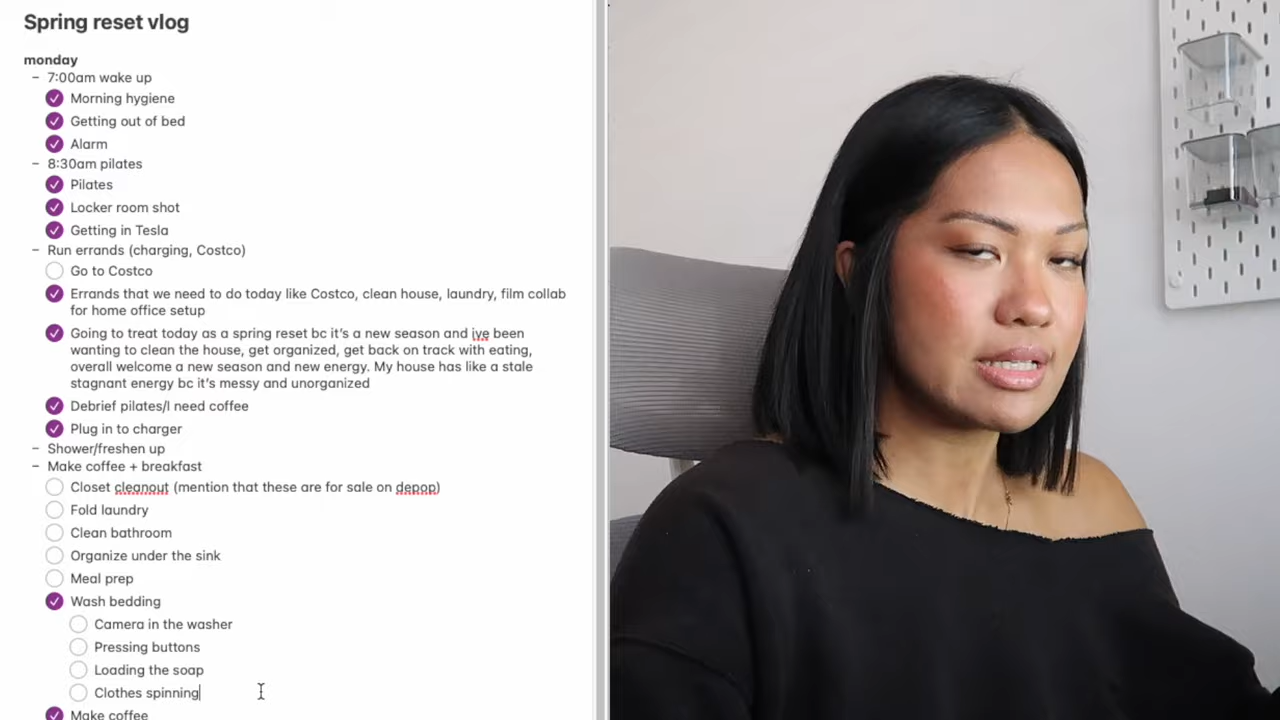 Spring reset vlog
monday
– 7:00am wake up
Morning hygiene
Getting out of bed
Alarm
– 8:30am pilates
Pilates
Locker room shot
Getting in Tesla
– Run errands (charging, Costco)
Go to Costco
Errands that we need to do today like Costco, clean house, laundry, film collab
for home office setup
Going to treat today as a spring reset bc it's a new season and ive been
wanting to clean the house, get organized, get back on track with eating,
overall welcome a new season and new energy. My house has like a stale
stagnant energy bc it's messy and unorganized
Debrief pilates/I need coffee
Plug in to charger
– Shower/freshen up
– Make coffee + breakfast
Closet cleanout (mention that these are for sale on depop)
Fold laundry
Clean bathroom
Organize under the sink
Meal prep
Wash bedding
Camera in the washer
Pressing buttons
Loading the soap
Clothes spinning
Make coffee